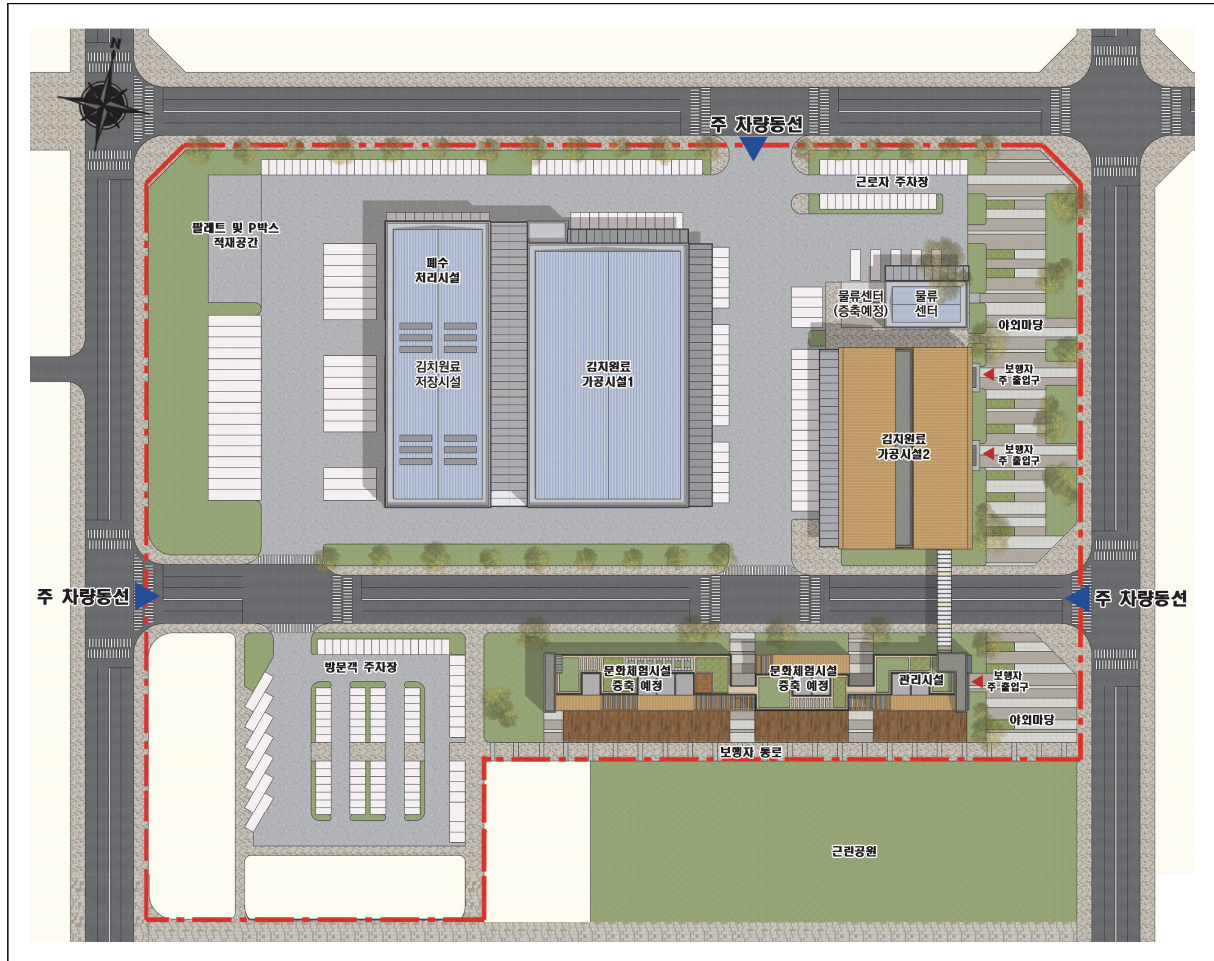 N
주 차량동선
근로자 주차장
팔레트 및 P박스
적재공간
폐수
처리시설
물류센터
(증축예정)
물류
센터
야외마당
김치원료
저장시설
김치원료
가공시설1
보행자
주 출입구
김치원료
가공시설2
보행자
주 출입구
주 차량동선
주 차량동선
방문객 주차장
문화체험시설
증축 예정
문화체험시설
증축 예정
관리시설
보행자
주 출입구
야외마당
보행자 통로
근린공원